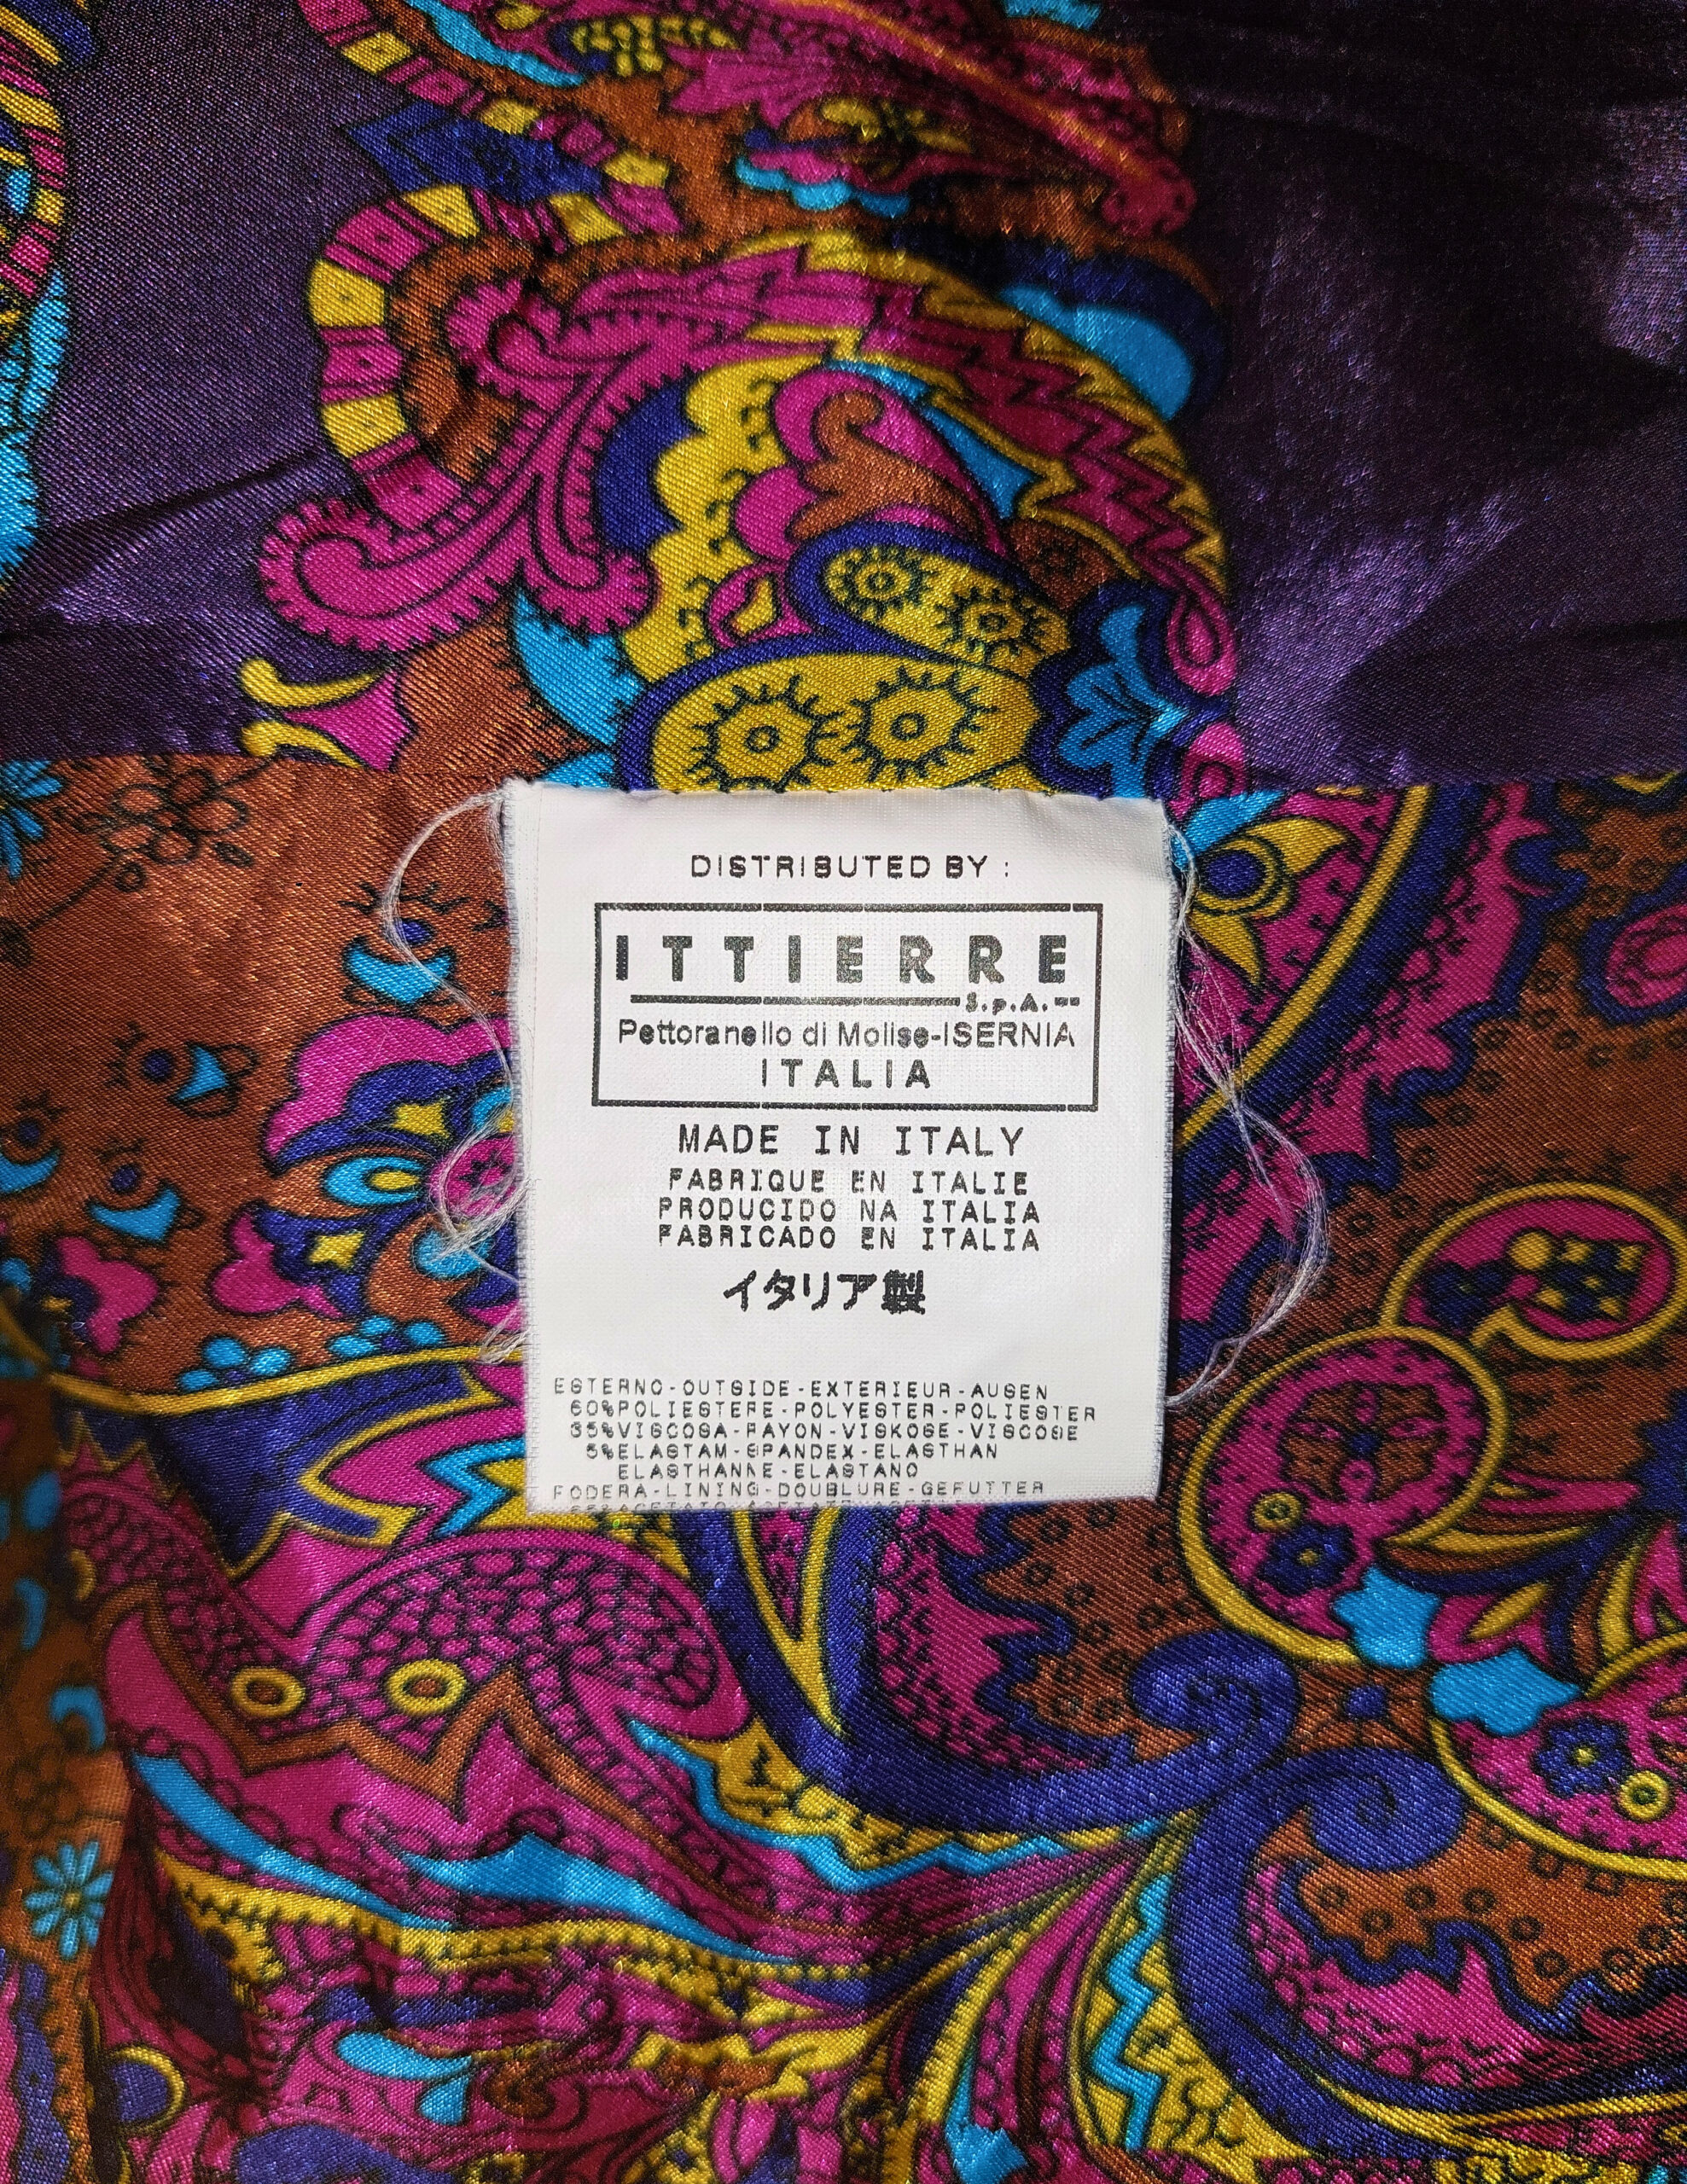 DISTRIBUTED BY :
ITTIERRE
S.p.A.
Pettoranello di Molise-ISERNIA
ITALIA
MADE IN ITALY
FABRIQUE EN ITALIE
PRODUCIDO NA ITALIA
FABRICADO EN ITALIA
イタリア製
ESTERNO-OUTSIDE-EXTERIEUR-AUSEN
60%POLIESTERE-POLYESTER-POLIESTER
35%VISCOSA-RAYON-VISKOSE-VISCOSE
5%ELASTAM-SPANDEX-ELASTHAN
ELASTHANNE-ELASTANO
FODERA-LINING-DOUBLURE-GEFUTTER